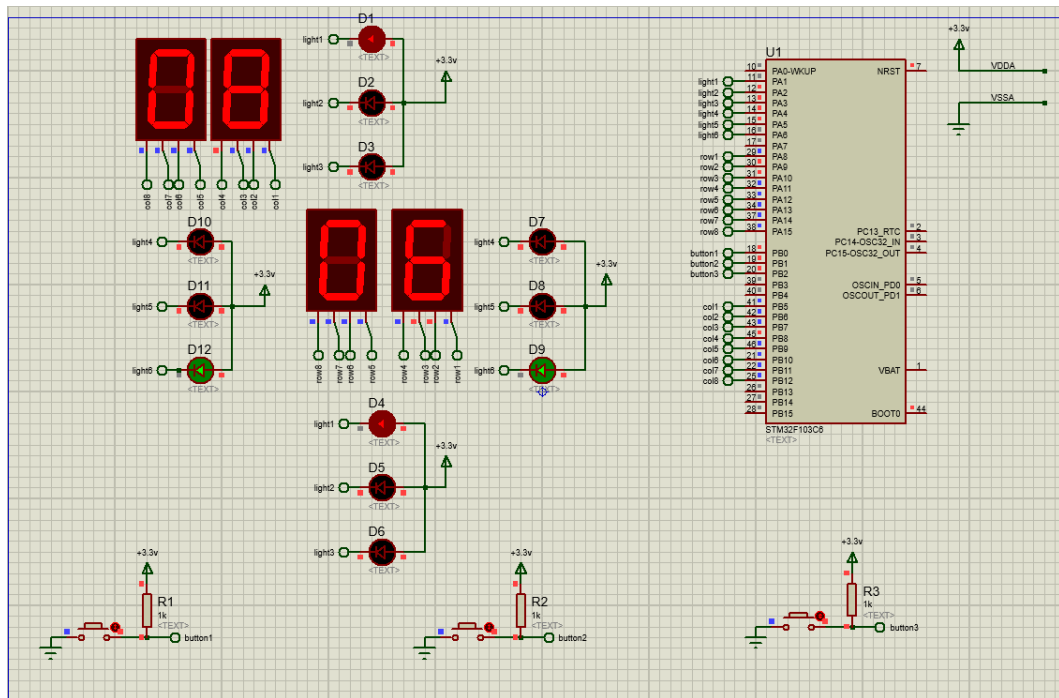 D1
light1
<TEXT>
+3.3v
D2
light2
<TEXT>
D3
light3
<TEXT>
08
col8
col7
col6
col5
col4
col3
col2
col1
D10
light4
<TEXT>
D11
light5
<TEXT>
+3.3v
D12
light6
<TEXT>
06
row8
row7
row6
row5
row4
row3
row2
row1
D7
light4
<TEXT>
D8
light5
<TEXT>
+3.3v
D9
light6
<TEXT>
D4
light1
<TEXT>
+3.3v
D5
light2
<TEXT>
D6
light3
<TEXT>
U1
10 PA0-WKUP
light1 11 PA1
light2 12 PA2
light3 13 PA3
light4 14 PA4
light5 15 PA5
light6 16 PA6
17 PA7
row1 29 PA8
row2 30 PA9
row3 31 PA10
row4 32 PA11
row5 33 PA12
row6 34 PA13
row7 37 PA14
row8 38 PA15
button1 18 PB0
button2 19 PB1
button3 20 PB2
39 PB3
40 PB4
col1 41 PB5
col2 42 PB6
col3 43 PB7
col4 45 PB8
col5 46 PB9
col6 21 PB10
col7 22 PB11
col8 25 PB12
26 PB13
27 PB14
28 PB15
NRST 7
PC13_RTC 2
PC14-OSC32_IN 3
PC15-OSC32_OUT 4
OSCIN_PD0 5
OSCOUT_PD1 6
VBAT 1
BOOT0 44
STM32F103C6
<TEXT>
+3.3v
VDDA
VSSA
+3.3v
R1
1k
<TEXT>
button1
+3.3v
R2
1k
<TEXT>
button2
+3.3v
R3
1k
<TEXT>
button3